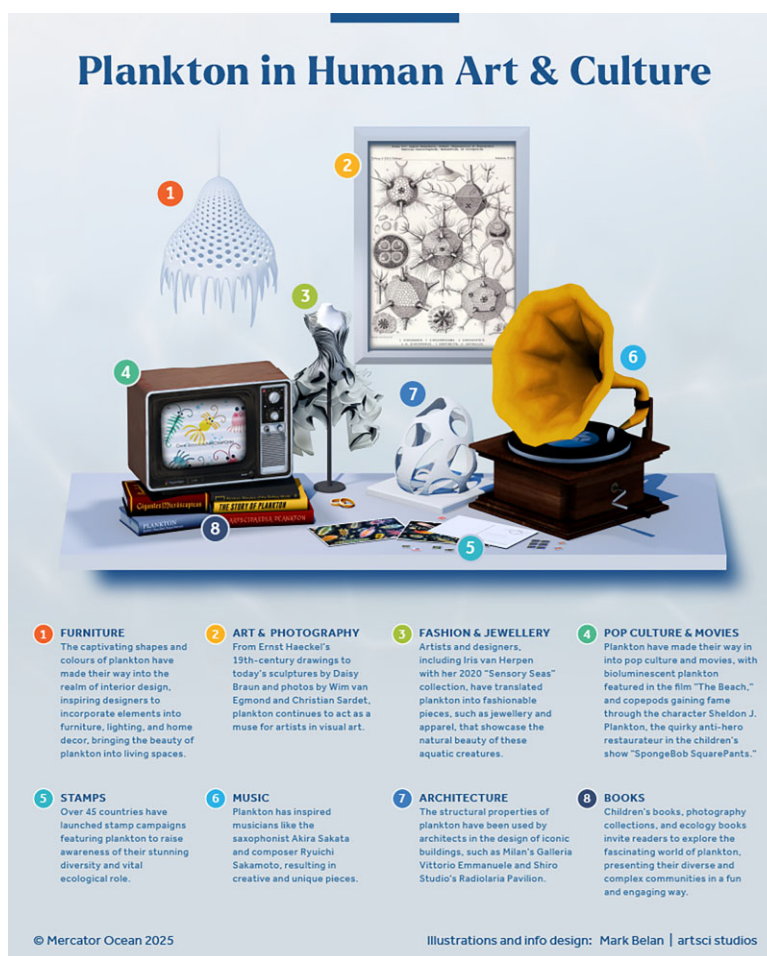 Plankton in Human Art & Culture
1
2
3
4
6
7
THE STORY OF PLANKTON
PLANKTON
8
5
1 FURNITURE
The captivating shapes and
colours of plankton have
made their way into the
realm of interior design,
inspiring designers to
incorporate elements into
furniture, lighting, and home
decor, bringing the beauty of
plankton into living spaces.
2 ART & PHOTOGRAPHY
From Ernst Haeckel's
19th-century drawings to
today's sculptures by Daisy
Braun and photos by Wim van
Egmond and Christian Sardet,
plankton continues to act as a
muse for artists in visual art.
3 FASHION & JEWELLERY
Artists and designers,
including Iris van Herpen
with her 2020 "Sensory Seas"
collection, have translated
plankton into fashionable
pieces, such as jewellery and
apparel, that showcase the
natural beauty of these
aquatic creatures.
4 POP CULTURE & MOVIES
Plankton have made their way in
into pop culture and movies, with
bioluminescent plankton
featured in the film "The Beach,"
and copepods gaining fame
through the character Sheldon J.
Plankton, the quirky anti-hero
restaurateur in the children's
show "SpongeBob SquarePants."
5 STAMPS
Over 45 countries have
launched stamp campaigns
featuring plankton to raise
awareness of their stunning
diversity and vital
ecological role.
6 MUSIC
Plankton has inspired
musicians like the
saxophonist Akira Sakata
and composer Ryuichi
Sakamoto, resulting in
creative and unique pieces.
7 ARCHITECTURE
The structural properties of
plankton have been used by
architects in the design of iconic
buildings, such as Milan's Galleria
Vittorio Emmanuele and Shiro
Studio's Radiolaria Pavilion.
8 BOOKS
Children's books, photography
collections, and ecology books
invite readers to explore the
fascinating world of plankton,
presenting their diverse and
complex communities in a fun
and engaging way.
© Mercator Ocean 2025
Illustrations and info design: Mark Belan | artsci studios